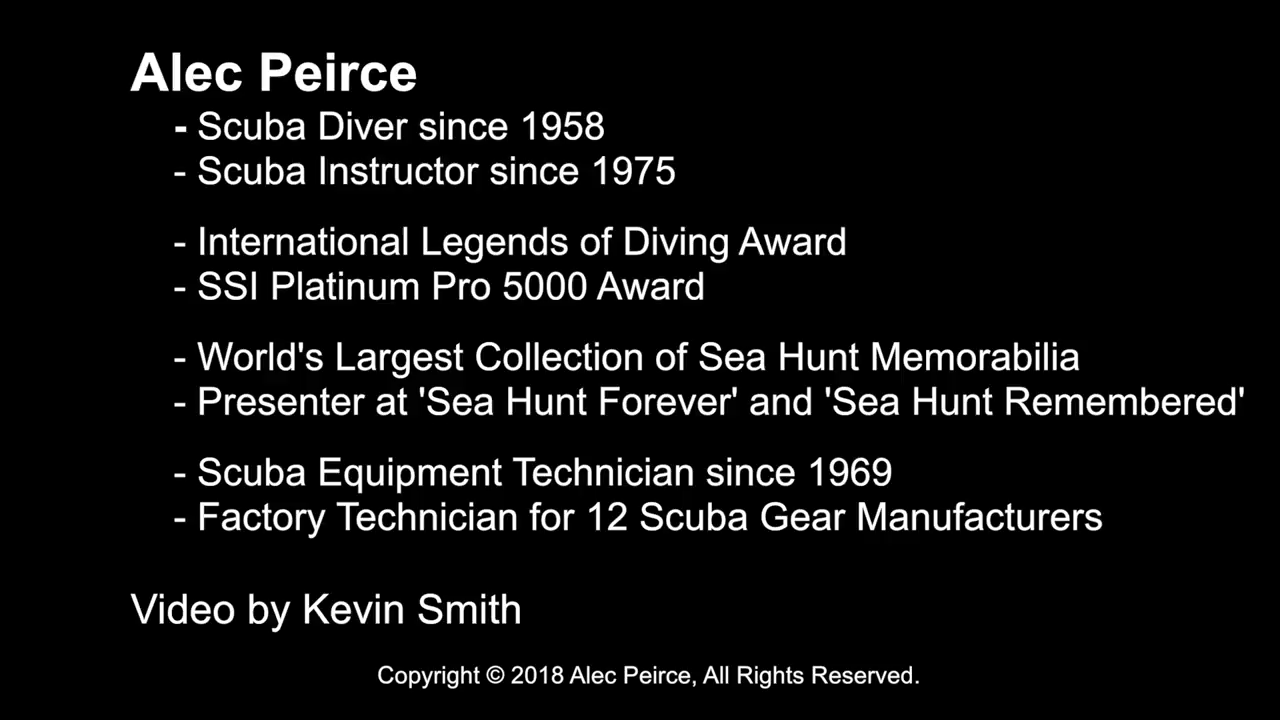 Alec Peirce
- Scuba Diver since 1958
- Scuba Instructor since 1975
- International Legends of Diving Award
- SSI Platinum Pro 5000 Award
- World's Largest Collection of Sea Hunt Memorabilia
- Presenter at 'Sea Hunt Forever' and 'Sea Hunt Remembered'
- Scuba Equipment Technician since 1969
- Factory Technician for 12 Scuba Gear Manufacturers
Video by Kevin Smith
Copyright © 2018 Alec Peirce, All Rights Reserved.